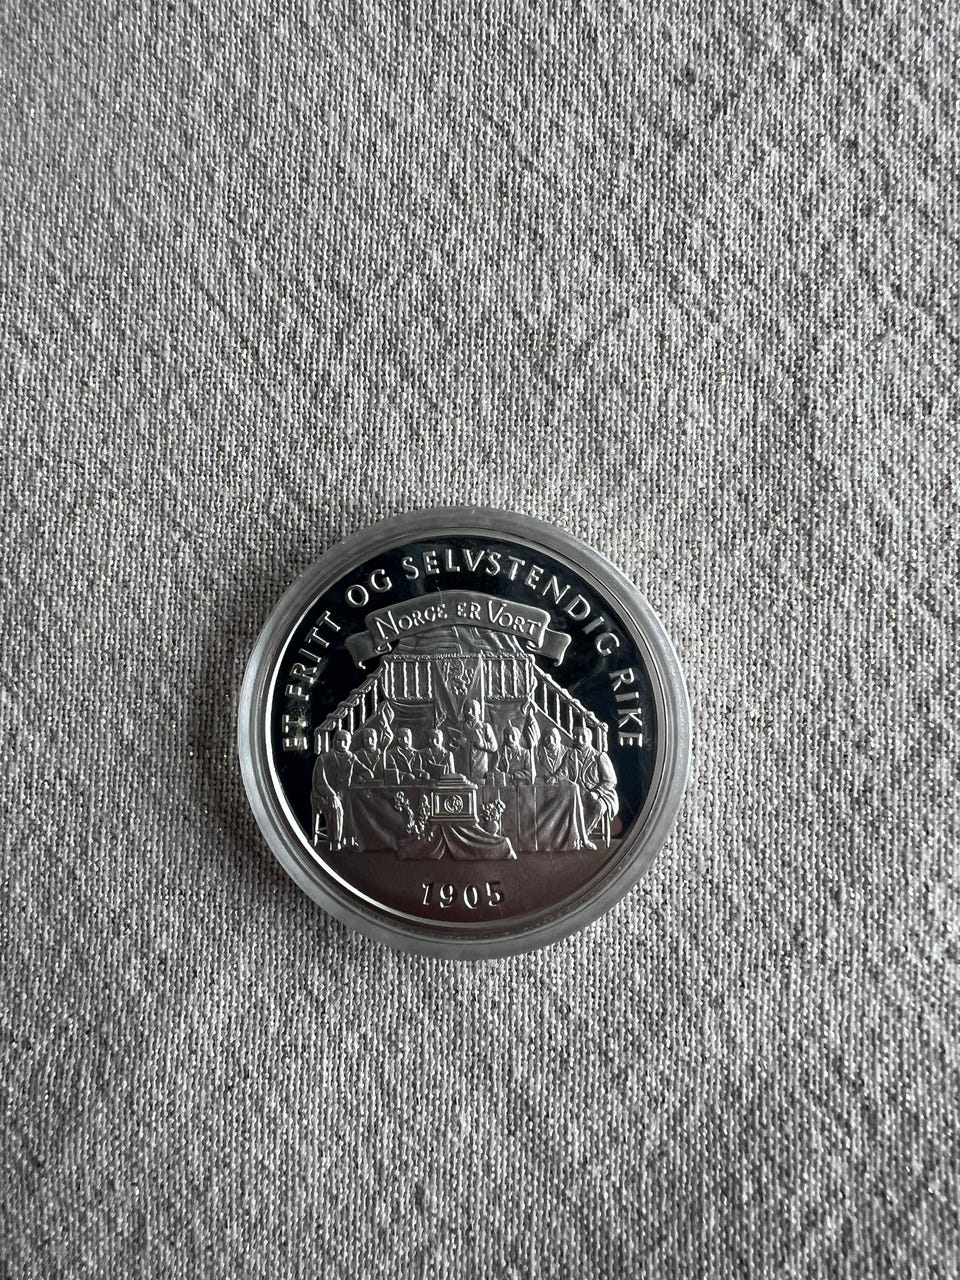 ET FRITT OG SELVSTENDIG RIKE
NORGE ER VORT
1905